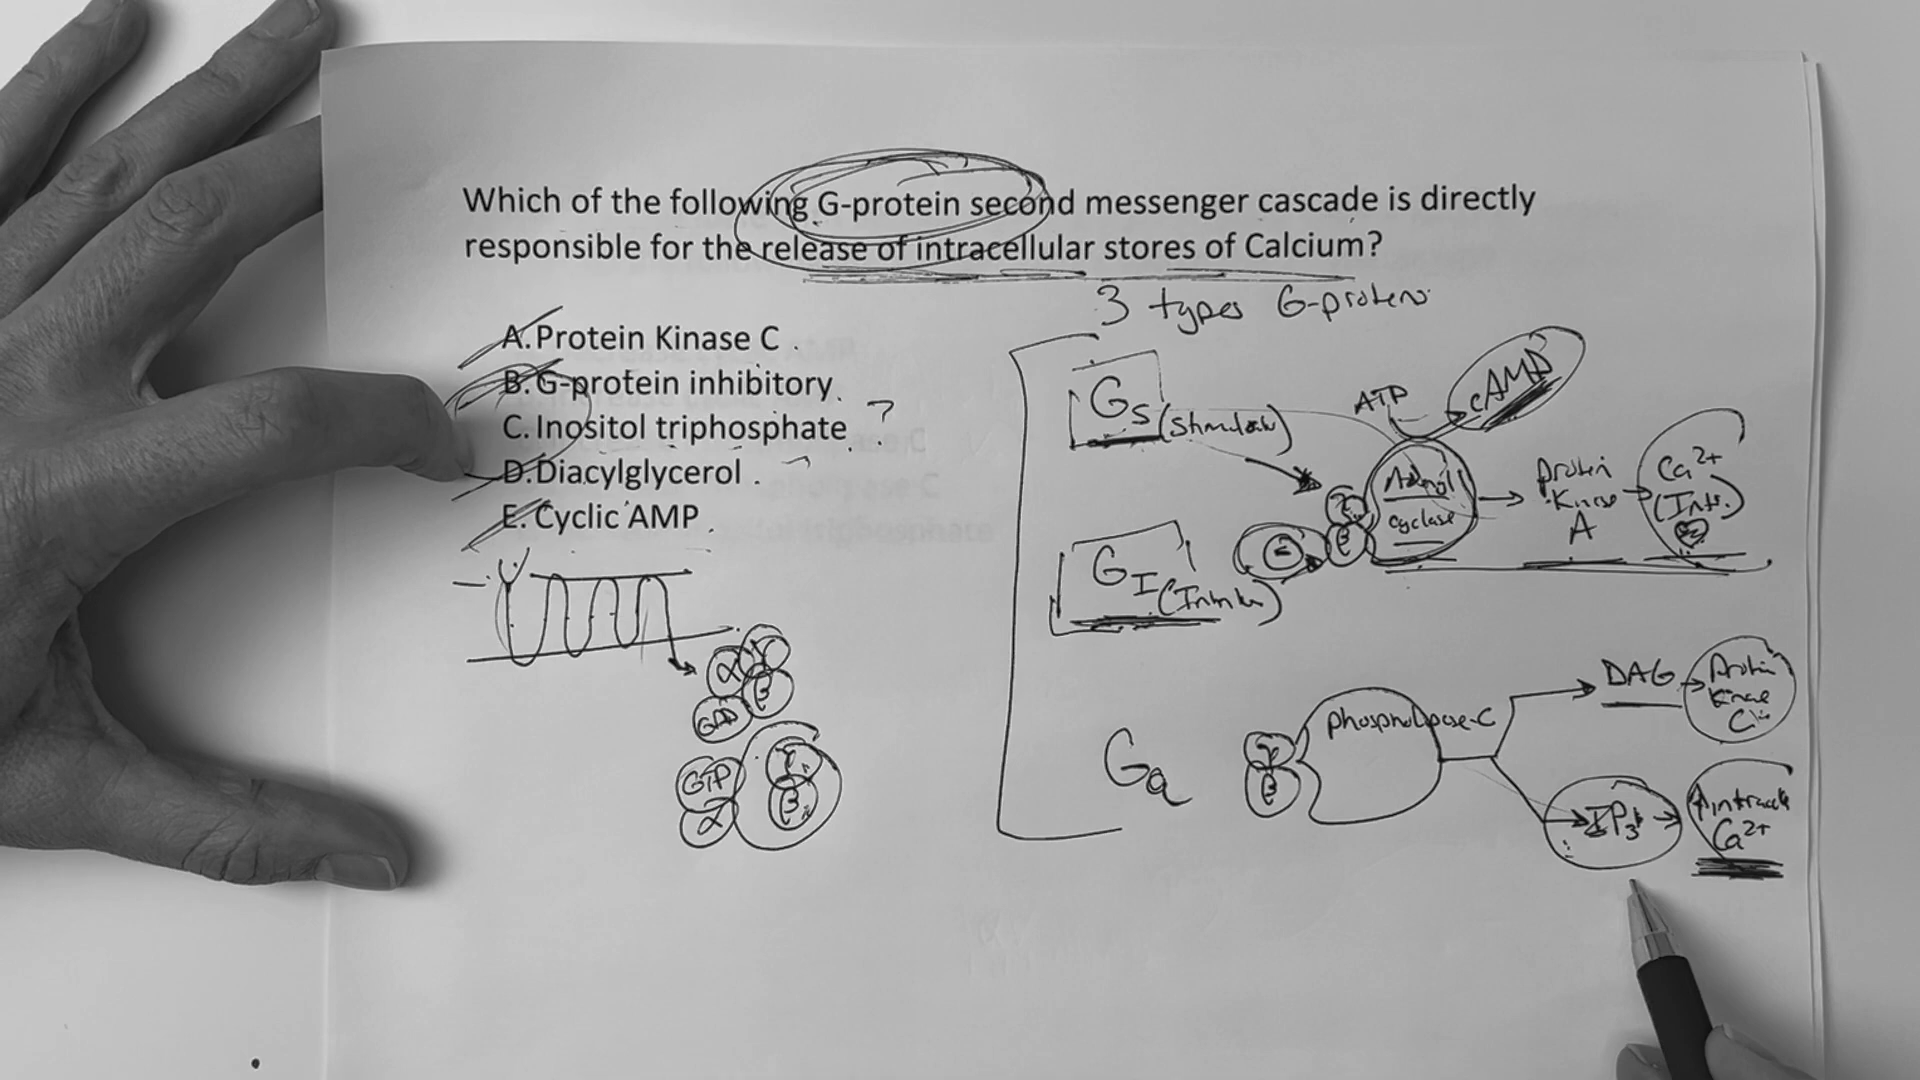 Which of the following G-protein second messenger cascade is directly
responsible for the release of intracellular stores of Calcium?
3 types G-proteins
A. Protein Kinase C .
B. G-protein inhibitory .
C. Inositol triphosphate ?
D. Diacylglycerol .
E. Cyclic AMP .
Gs
ATP
cAMP
cyclase
γ
β
protein
Kinase
A
Ca2+
GI
α
γ
β
GDP
GTP
α
γ
β
Gq
γ
β
phospholipase-C
DAG
Protein
Kinase
C
IP3
Ca2+